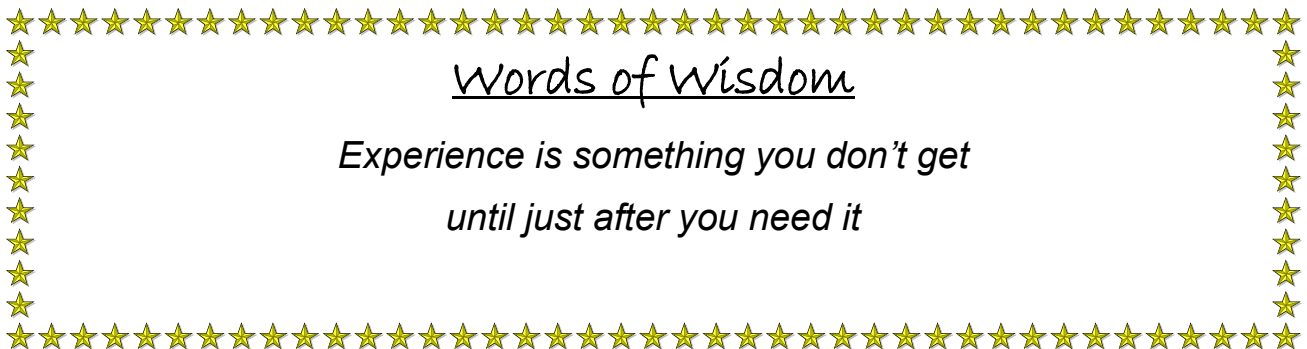 Words of Wisdom
Experience is something you don’t get
until just after you need it